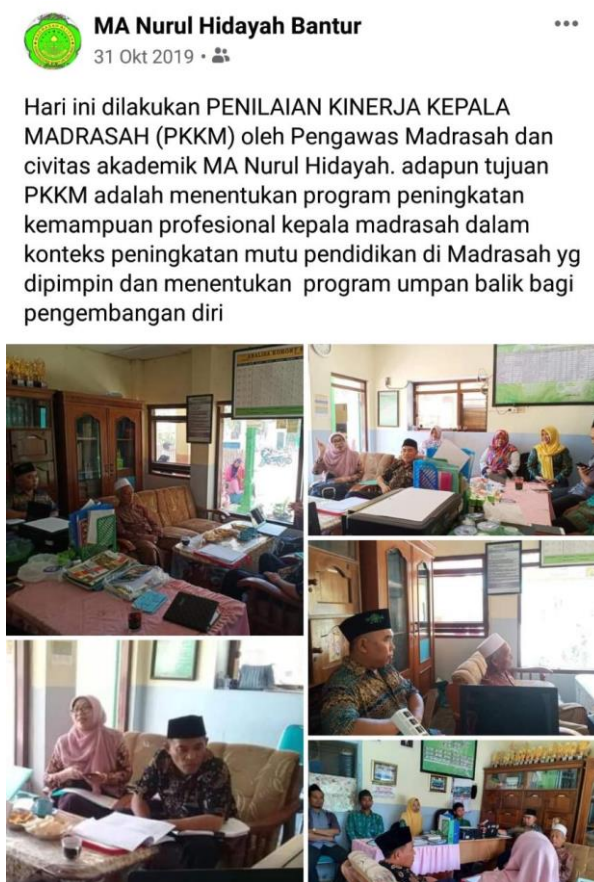 MA Nurul Hidayah Bantur
31 Okt 2019
Hari ini dilakukan PENILAIAN KINERJA KEPALA
MADRASAH (PKKM) oleh Pengawas Madrasah dan
civitas akademik MA Nurul Hidayah. adapun tujuan
PKKM adalah menentukan program peningkatan
kemampuan profesional kepala madrasah dalam
konteks peningkatan mutu pendidikan di Madrasah yg
dipimpin dan menentukan  program umpan balik bagi
pengembangan diri